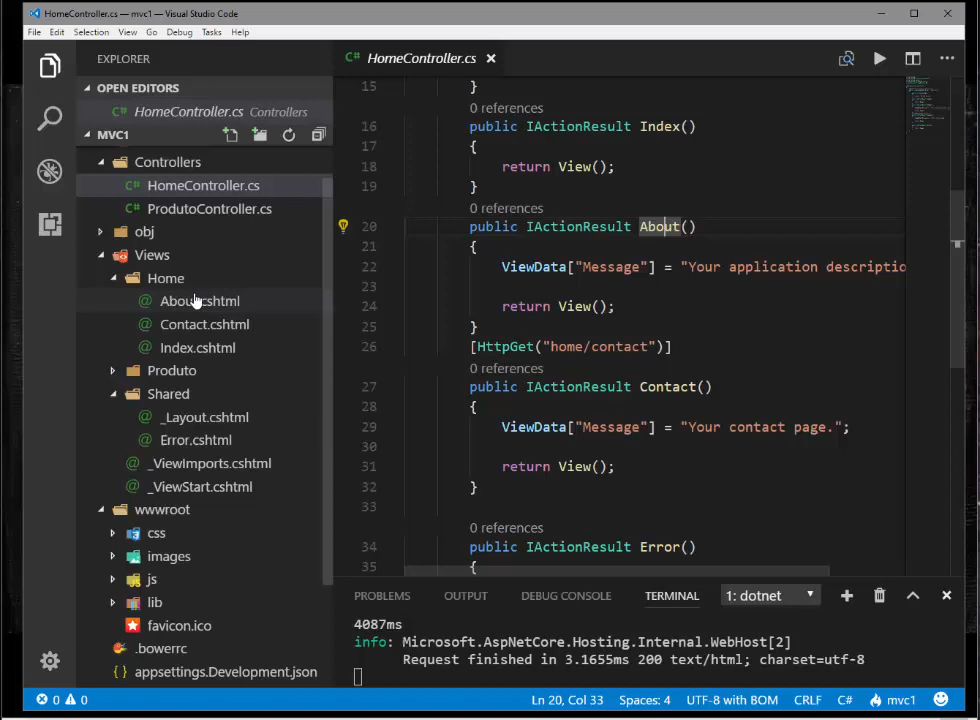 HomeController.cs — mvc1 — Visual Studio Code
File Edit Selection View Go Debug Tasks Help
EXPLORER
OPEN EDITORS
C# HomeController.cs Controllers
MVC1
Controllers
C# HomeController.cs
C# ProdutoController.cs
obj
Views
Home
@ About.cshtml
@ Contact.cshtml
@ Index.cshtml
Produto
Shared
@ _Layout.cshtml
@ Error.cshtml
@ _ViewImports.cshtml
@ _ViewStart.cshtml
wwwroot
css
images
js
lib
favicon.ico
.bowerrc
{ } appsettings.Development.json
C# HomeController.cs
15 }
0 references
16 public IActionResult Index()
17 {
18 return View();
19 }
0 references
20 public IActionResult About()
21 {
22 ViewData["Message"] = "Your application descriptio
23
24 return View();
25 }
26 [HttpGet("home/contact")]
0 references
27 public IActionResult Contact()
28 {
29 ViewData["Message"] = "Your contact page.";
30
31 return View();
32 }
33
0 references
34 public IActionResult Error()
35 {
PROBLEMS OUTPUT DEBUG CONSOLE TERMINAL 1: dotnet
4087ms
info: Microsoft.AspNetCore.Hosting.Internal.WebHost[2]
Request finished in 3.1655ms 200 text/html; charset=utf-8
0 0 Ln 20, Col 33 Spaces: 4 UTF-8 with BOM CRLF C# mvc1